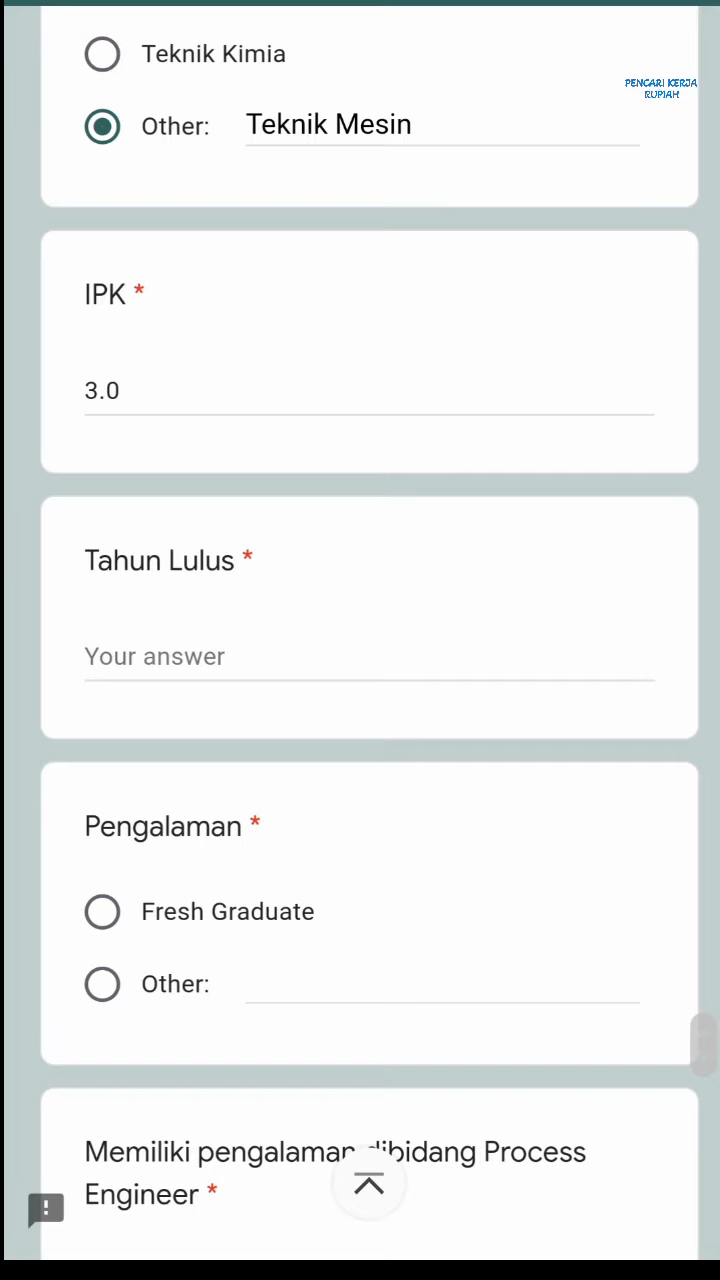 Teknik Kimia
PENCARI KERJA
RUPIAH
Other: Teknik Mesin
IPK *
3.0
Tahun Lulus *
Your answer
Pengalaman *
Fresh Graduate
Other:
Memiliki pengalaman dibidang Process
Engineer *
!